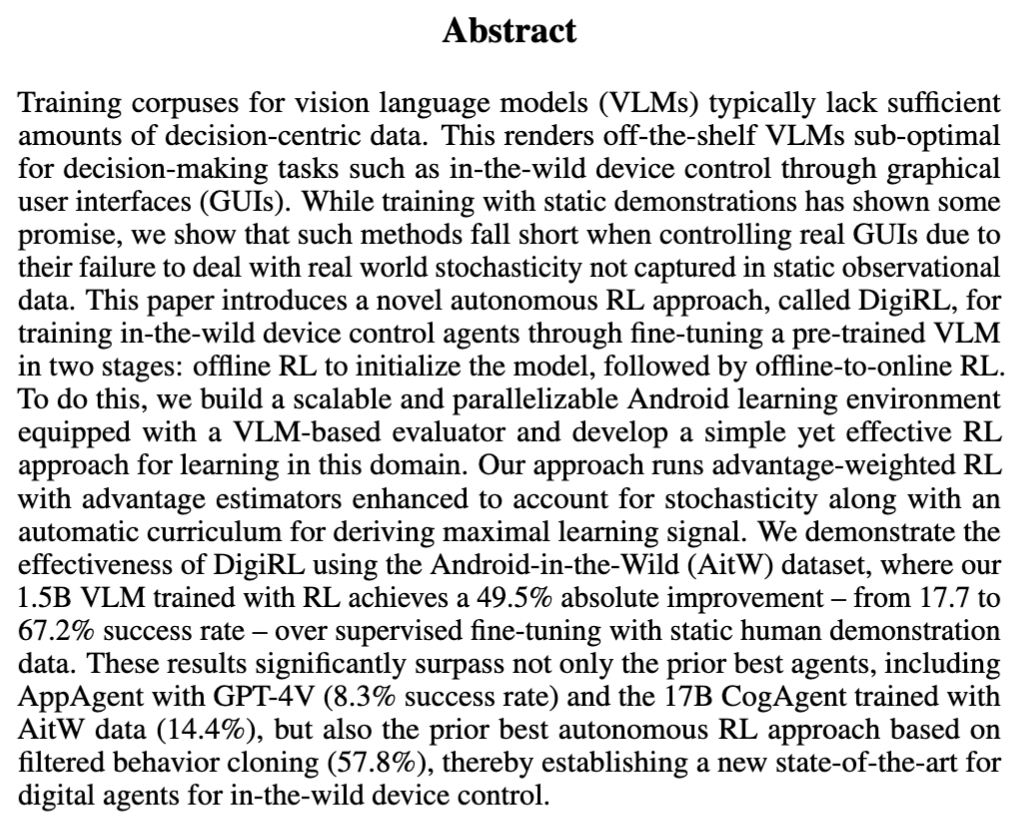 Abstract
Training corpuses for vision language models (VLMs) typically lack sufficient
amounts of decision-centric data. This renders off-the-shelf VLMs sub-optimal
for decision-making tasks such as in-the-wild device control through graphical
user interfaces (GUIs). While training with static demonstrations has shown some
promise, we show that such methods fall short when controlling real GUIs due to
their failure to deal with real world stochasticity not captured in static observational
data. This paper introduces a novel autonomous RL approach, called DigiRL, for
training in-the-wild device control agents through fine-tuning a pre-trained VLM
in two stages: offline RL to initialize the model, followed by offline-to-online RL.
To do this, we build a scalable and parallelizable Android learning environment
equipped with a VLM-based evaluator and develop a simple yet effective RL
approach for learning in this domain. Our approach runs advantage-weighted RL
with advantage estimators enhanced to account for stochasticity along with an
automatic curriculum for deriving maximal learning signal. We demonstrate the
effectiveness of DigiRL using the Android-in-the-Wild (AitW) dataset, where our
1.5B VLM trained with RL achieves a 49.5% absolute improvement – from 17.7 to
67.2% success rate – over supervised fine-tuning with static human demonstration
data. These results significantly surpass not only the prior best agents, including
AppAgent with GPT-4V (8.3% success rate) and the 17B CogAgent trained with
AitW data (14.4%), but also the prior best autonomous RL approach based on
filtered behavior cloning (57.8%), thereby establishing a new state-of-the-art for
digital agents for in-the-wild device control.